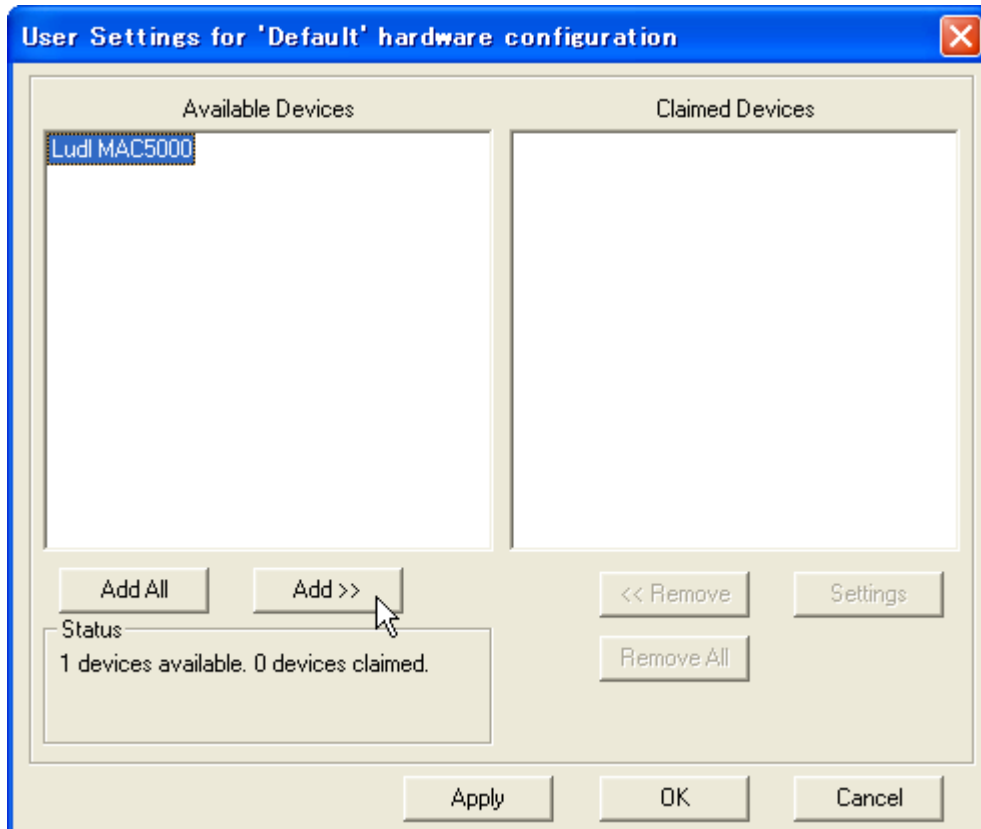 User Settings for 'Default' hardware configuration
Available Devices
Claimed Devices
Ludl MAC5000
Add All
Add >>
<< Remove
Settings
Status
1 devices available. 0 devices claimed.
Remove All
Apply
OK
Cancel